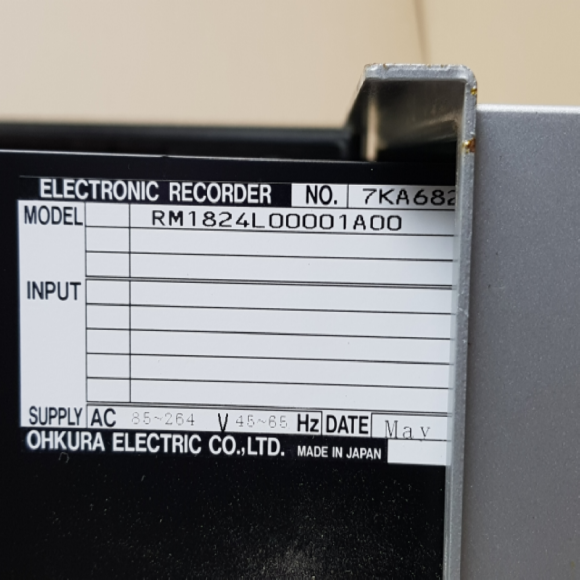 ELECTRONIC RECORDER NO. 7KA682
MODEL RM1824L00001A00
INPUT
SUPPLY AC 85~264 V 45~65 Hz DATE May
OHKURA ELECTRIC CO.,LTD. MADE IN JAPAN